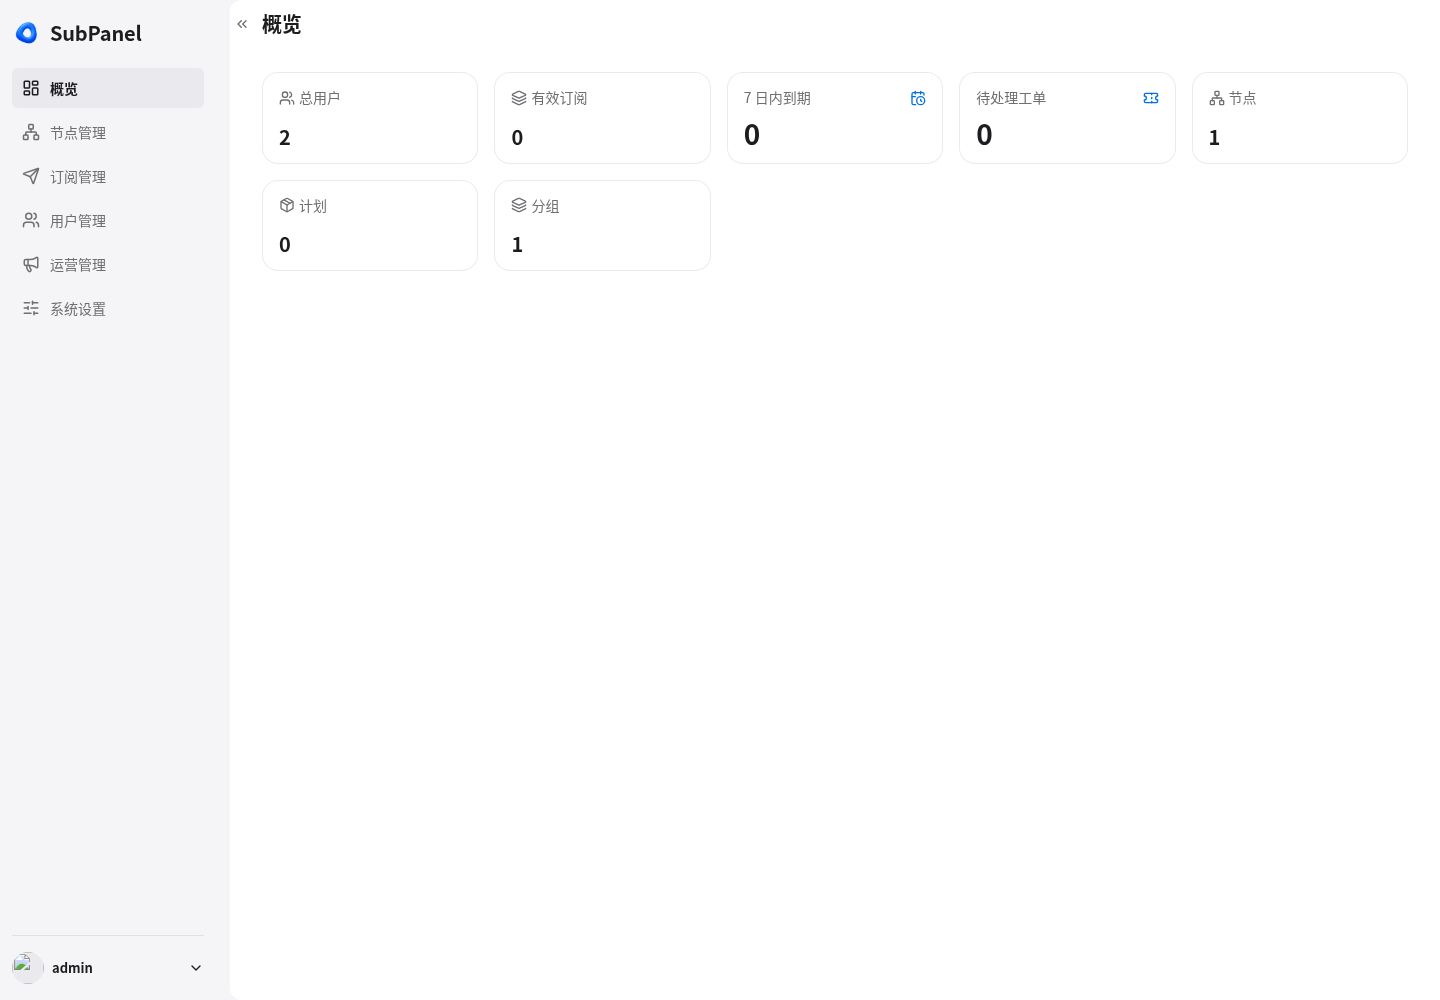 SubPanel
概览
节点管理
订阅管理
用户管理
运营管理
系统设置
admin
概览
总用户
2
有效订阅
0
7 日内到期
0
待处理工单
0
节点
1
计划
0
分组
1